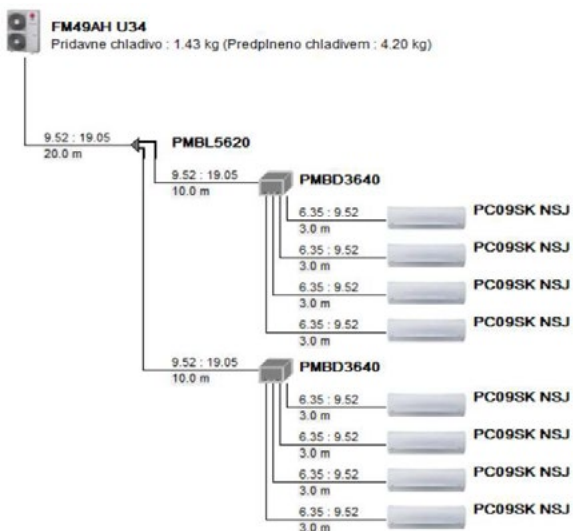 FM49AH U34
Pridavne chladivo : 1.43 kg (Predplneno chladivem : 4.20 kg)
9.52 : 19.05
20.0 m
PMBL5620
9.52 : 19.05
10.0 m
PMBD3640
6.35 : 9.52
3.0 m
PC09SK NSJ
6.35 : 9.52
3.0 m
PC09SK NSJ
6.35 : 9.52
3.0 m
PC09SK NSJ
6.35 : 9.52
3.0 m
PC09SK NSJ
9.52 : 19.05
10.0 m
PMBD3640
6.35 : 9.52
3.0 m
PC09SK NSJ
6.35 : 9.52
3.0 m
PC09SK NSJ
6.35 : 9.52
3.0 m
PC09SK NSJ
6.35 : 9.52
3.0 m
PC09SK NSJ